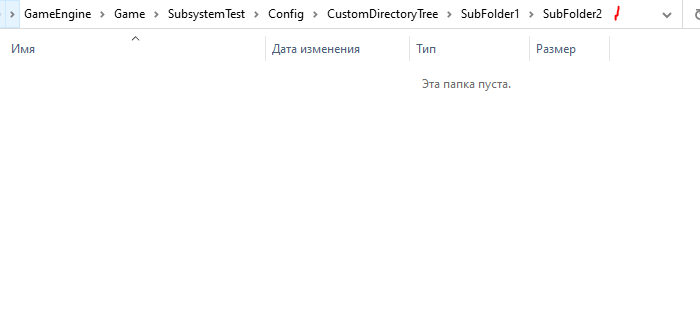 GameEngine > Game > SubsystemTest > Config > CustomDirectoryTree > SubFolder1 > SubFolder2
Имя Дата изменения Тип Размер
Эта папка пуста.